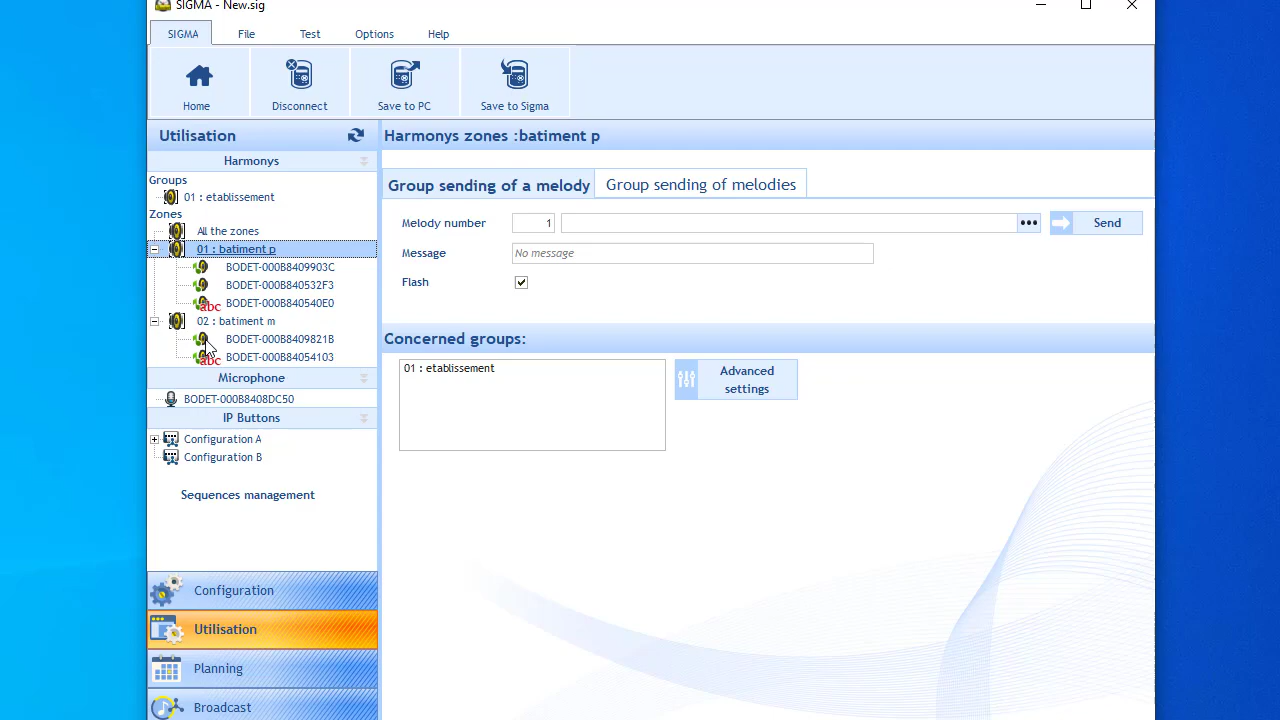 SIGMA - New.sig
SIGMA File Test Options Help
Home Disconnect Save to PC Save to Sigma
Utilisation
Harmonys
Groups
01 : etablissement
Zones
All the zones
01 : batiment p
BODET-000B8409903C
BODET-000B840532F3
abc BODET-000B840540E0
02 : batiment m
BODET-000B8409821B
abc BODET-000B84054103
Microphone
BODET-000B8408DC50
IP Buttons
Configuration A
Configuration B
Sequences management
Configuration
Utilisation
Planning
Broadcast
Harmonys zones :batiment p
Group sending of a melody Group sending of melodies
Melody number 1 ••• Send
Message No message
Flash
Concerned groups:
01 : etablissement
Advanced
settings